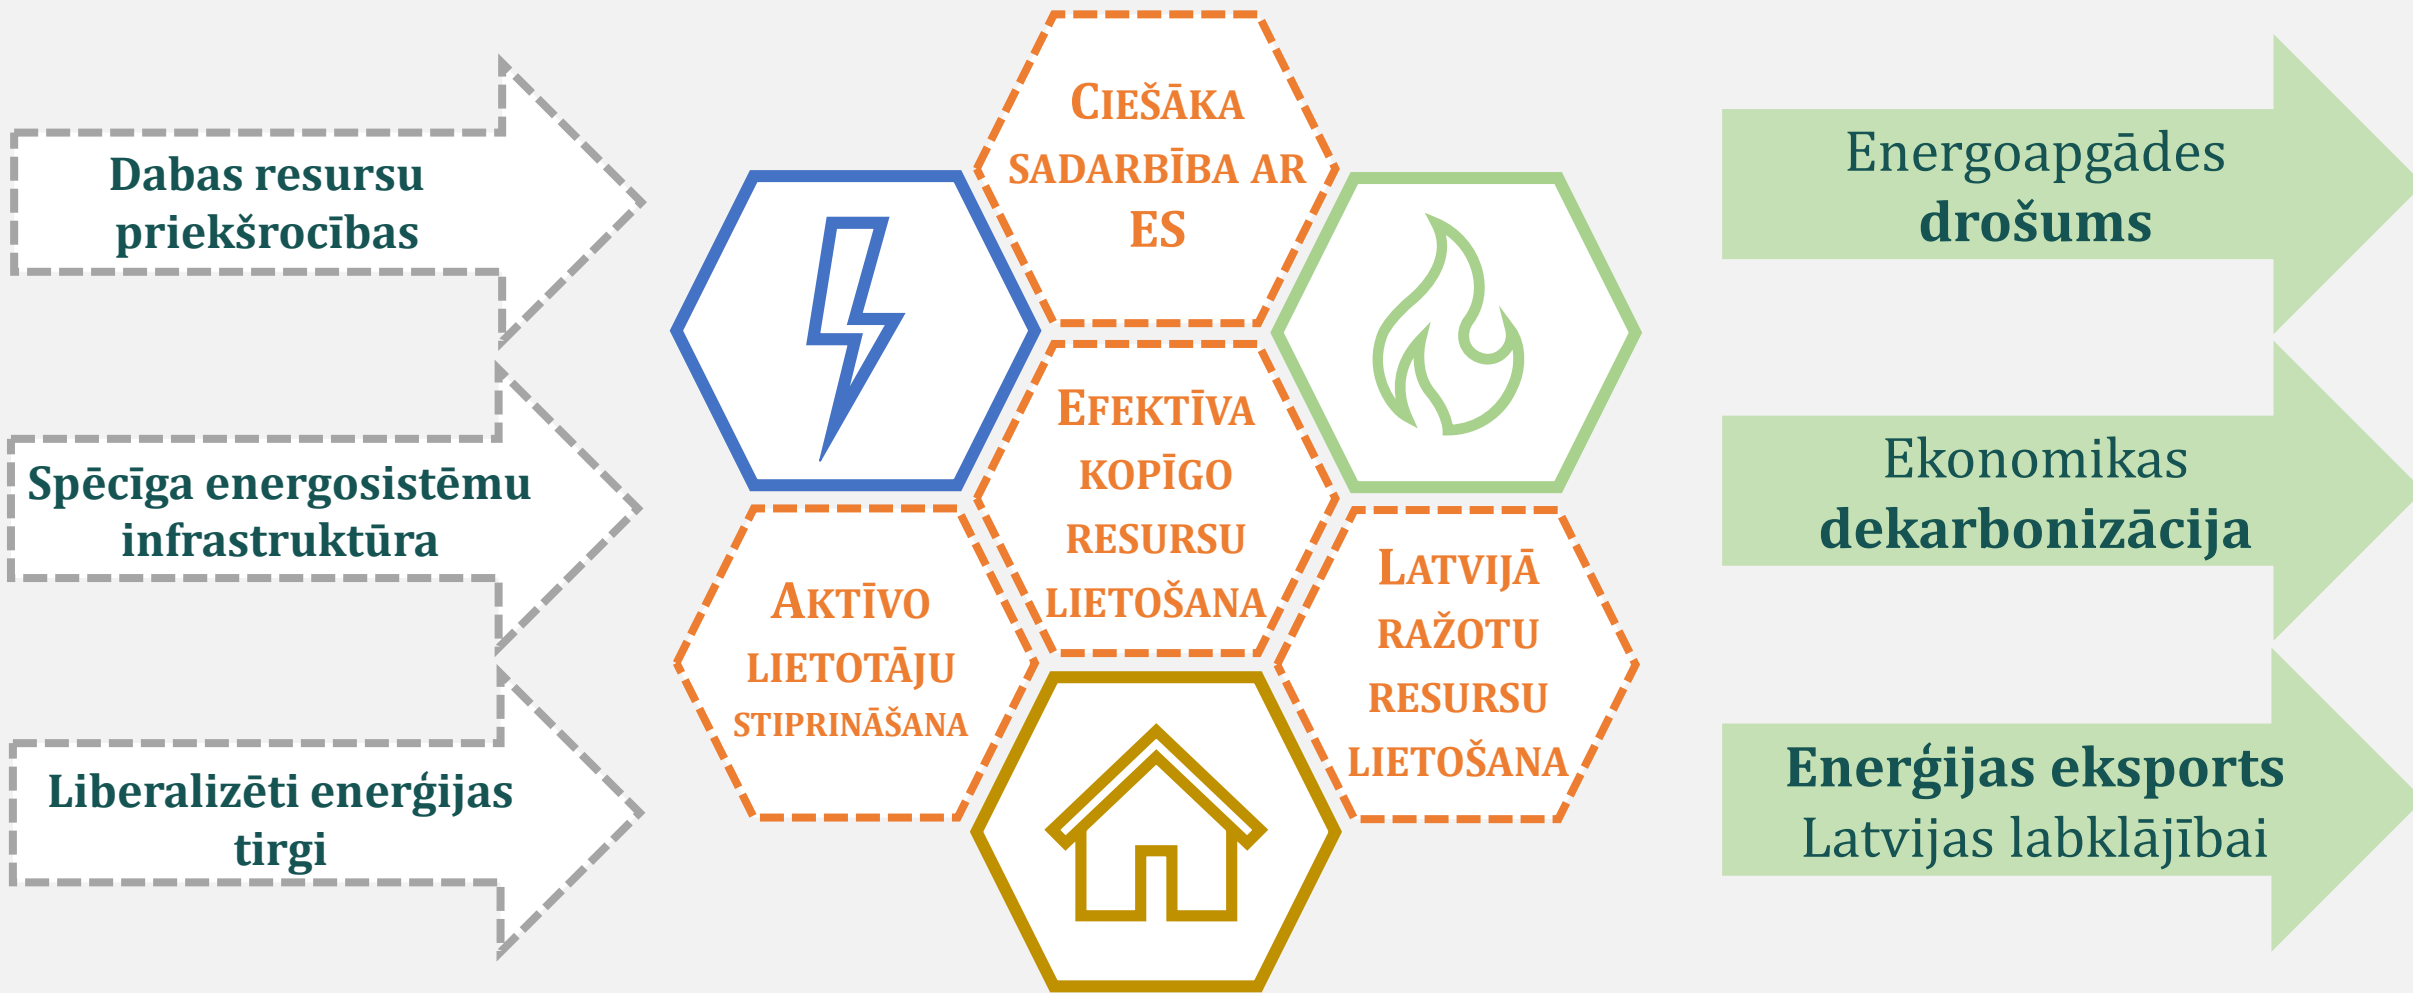 Dabas resursu
priekšrocības
Spēcīga energosistēmu
infrastruktūra
Liberalizēti enerģijas
tirgi
CIEŠĀKA
SADARBĪBA AR
ES
EFEKTĪVA
KOPĪGO
RESURSU
LIETOŠANA
AKTĪVO
LIETOTĀJU
STIPRINĀŠANA
LATVIJĀ
RAŽOTU
RESURSU
LIETOŠANA
Energoapgādes
drošums
Ekonomikas
dekarbonizācija
Enerģijas eksports
Latvijas labklājībai